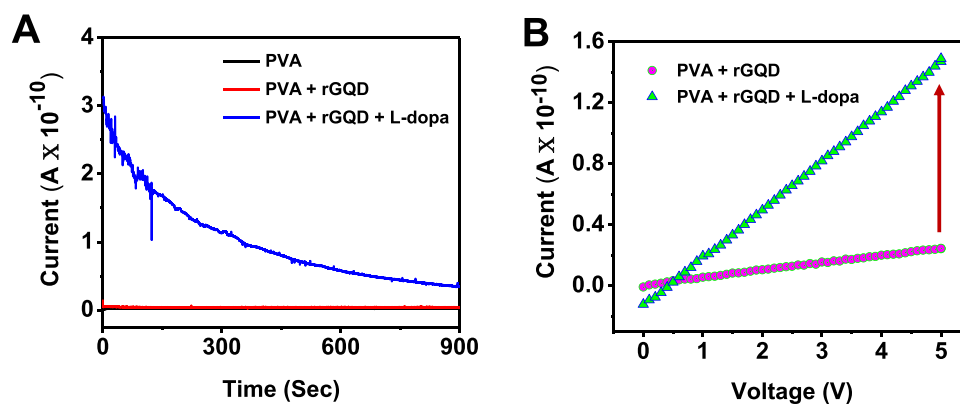 A
Current (A X 10-10)
4
3
2
1
0
PVA
PVA + rGQD
PVA + rGQD + L-dopa
0
300
600
900
Time (Sec)
B
Current (A X 10-10)
1.6
1.2
0.8
0.4
0.0
PVA + rGQD
PVA + rGQD + L-dopa
0
1
2
3
4
5
Voltage (V)